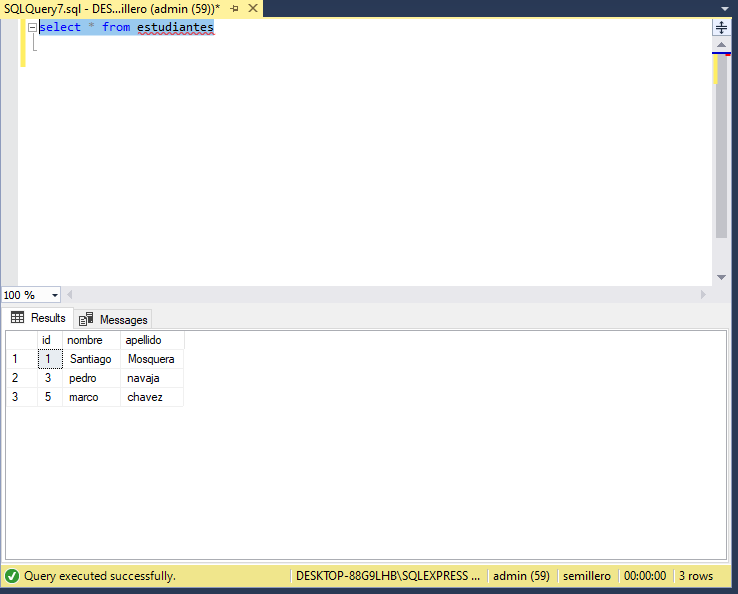 SQLQuery7.sql - DES...illero (admin (59))*
select * from estudiantes
100 %
Results Messages
id nombre apellido
1 1 Santiago Mosquera
2 3 pedro navaja
3 5 marco chavez
Query executed successfully. DESKTOP-88G9LHB\SQLEXPRESS ... admin (59) semillero 00:00:00 3 rows